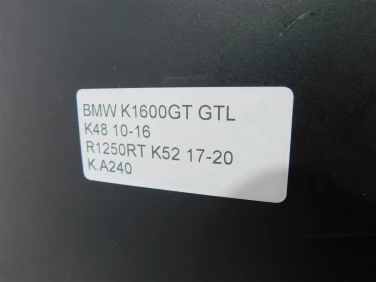 BMW K1600GT GTL
K48 10-16
R1250RT K52 17-20
K.A240